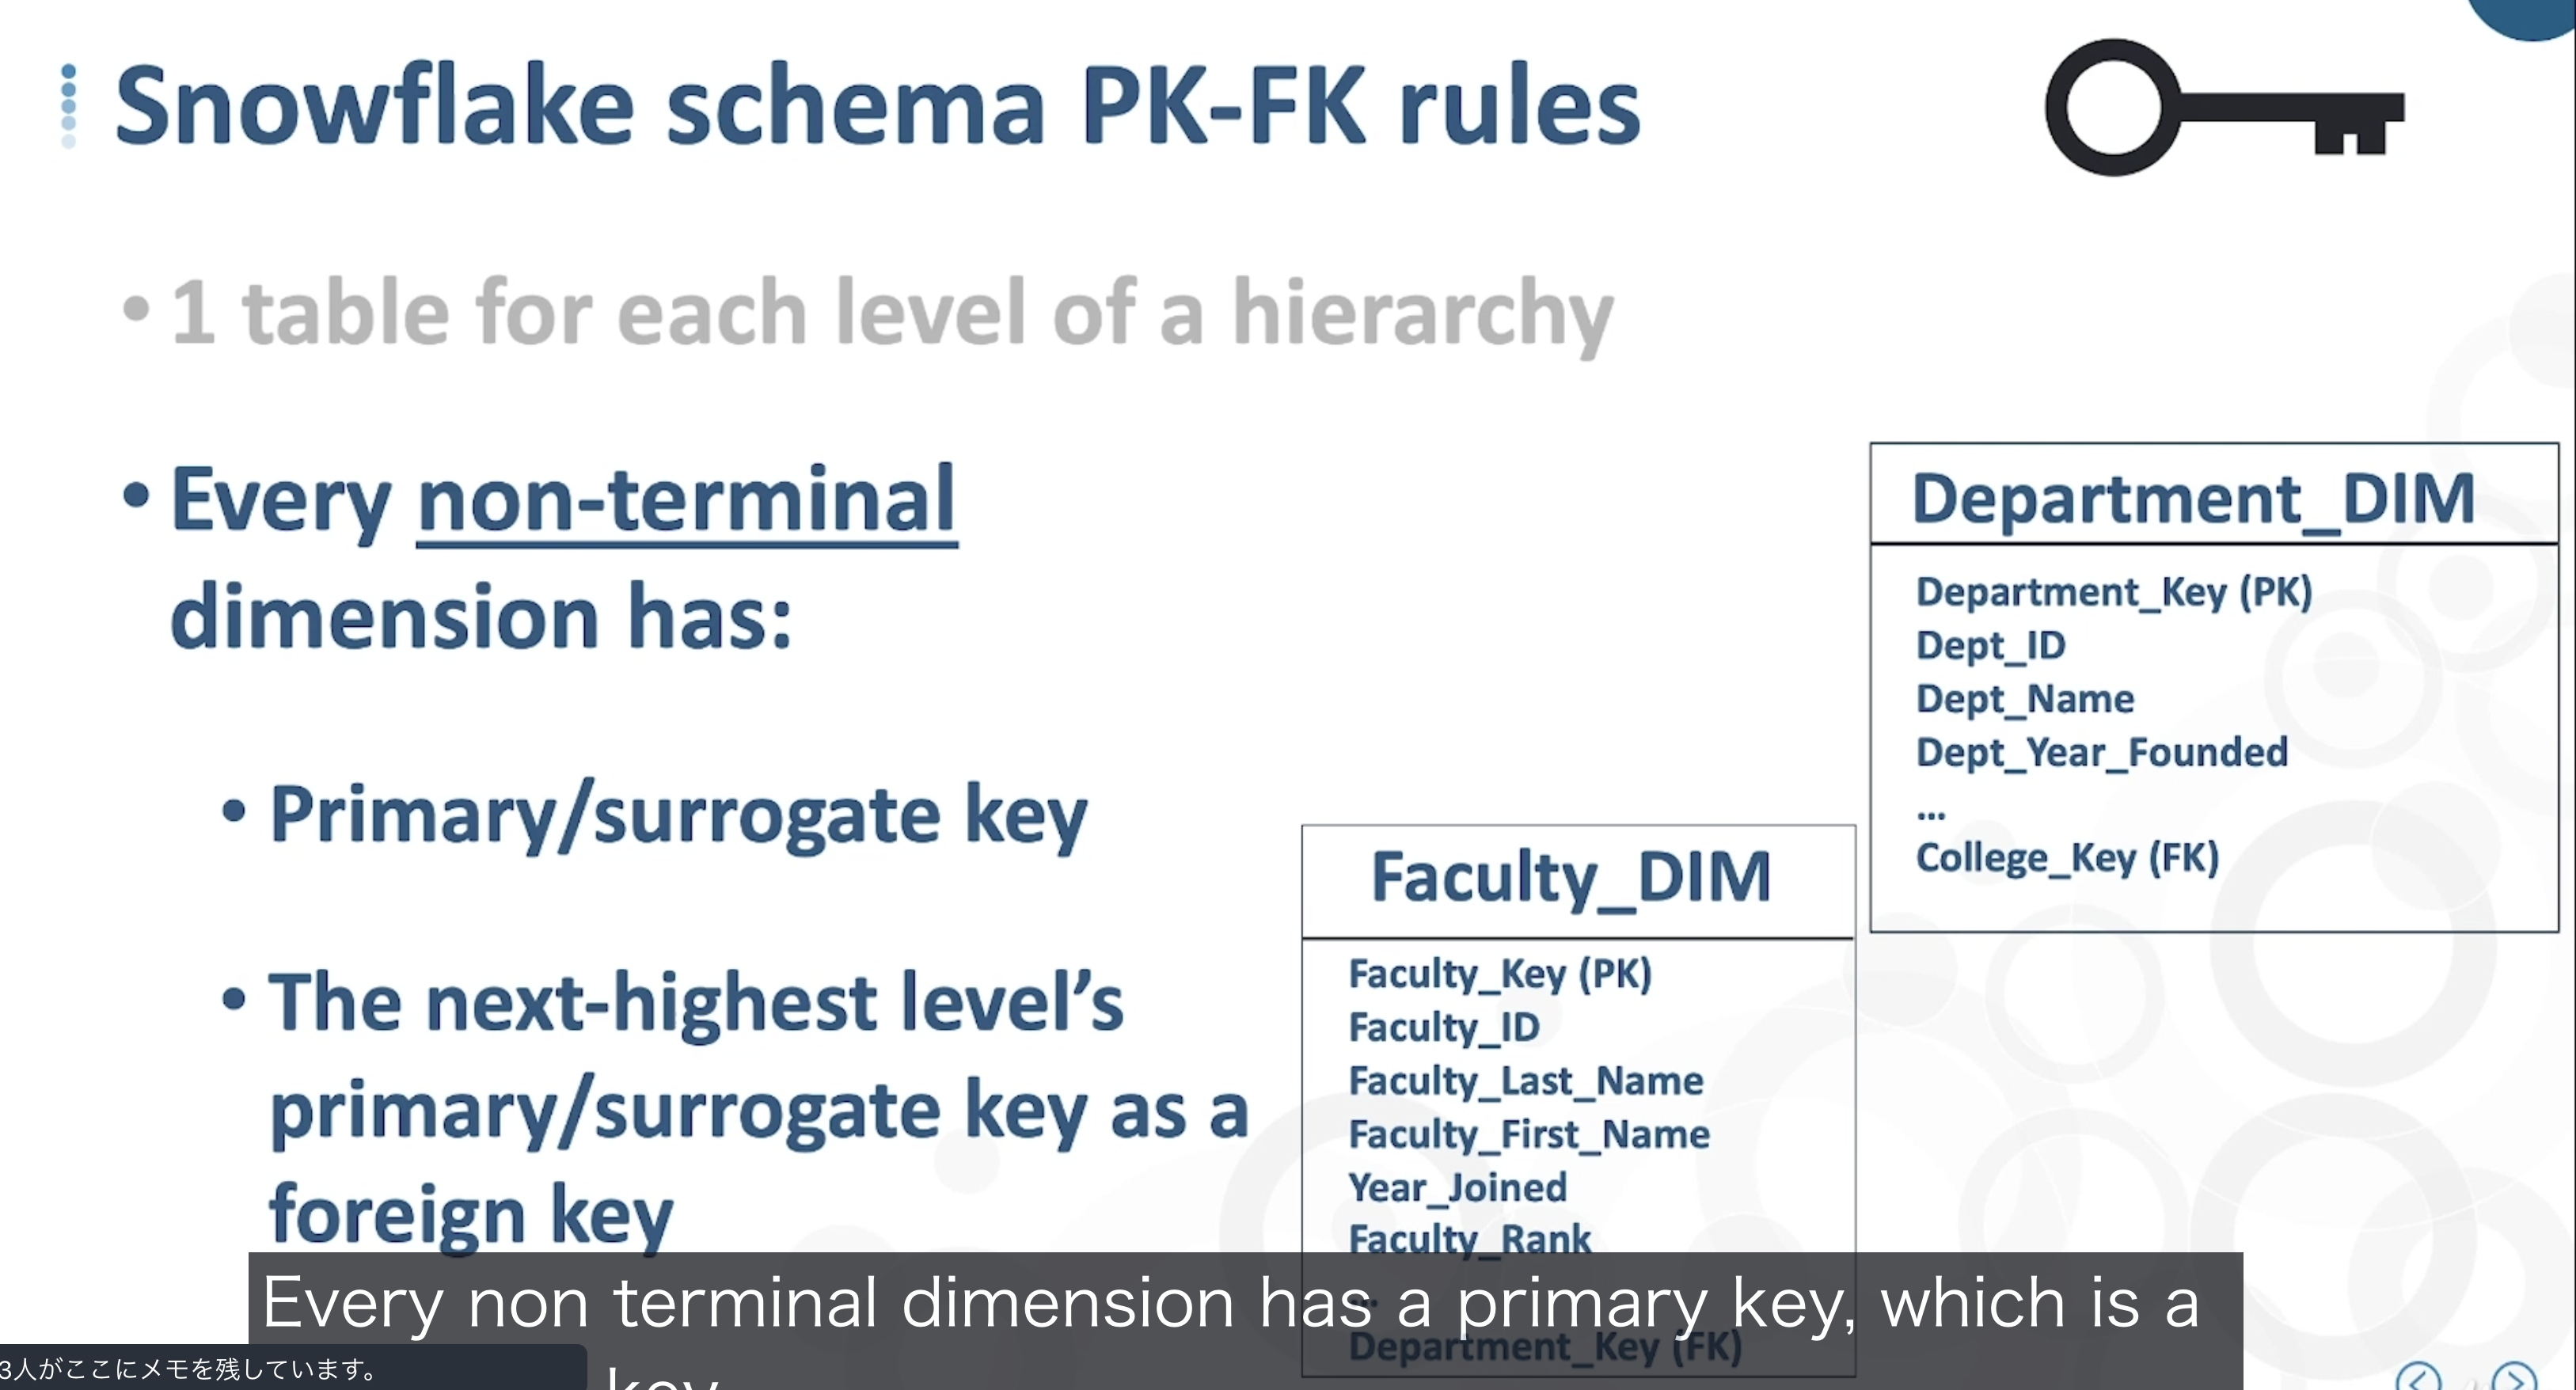 Snowflake schema PK-FK rules
• 1 table for each level of a hierarchy
• Every non-terminal
dimension has:
• Primary/surrogate key
• The next-highest level’s
primary/surrogate key as a
foreign key
Department_DIM
Department_Key (PK)
Dept_ID
Dept_Name
Dept_Year_Founded
...
College_Key (FK)
Faculty_DIM
Faculty_Key (PK)
Faculty_ID
Faculty_Last_Name
Faculty_First_Name
Year_Joined
Faculty_Rank
...
Department_Key (FK)
Every non terminal dimension has a primary key, which is a
key
3人がここにメモを残しています。